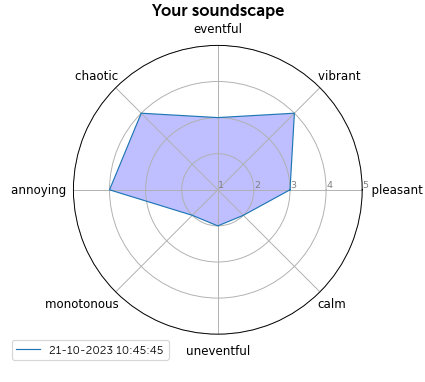 Your soundscape
eventful
chaotic
vibrant
annoying
1
2
3
4
5
pleasant
monotonous
calm
21-10-2023 10:45:45
uneventful